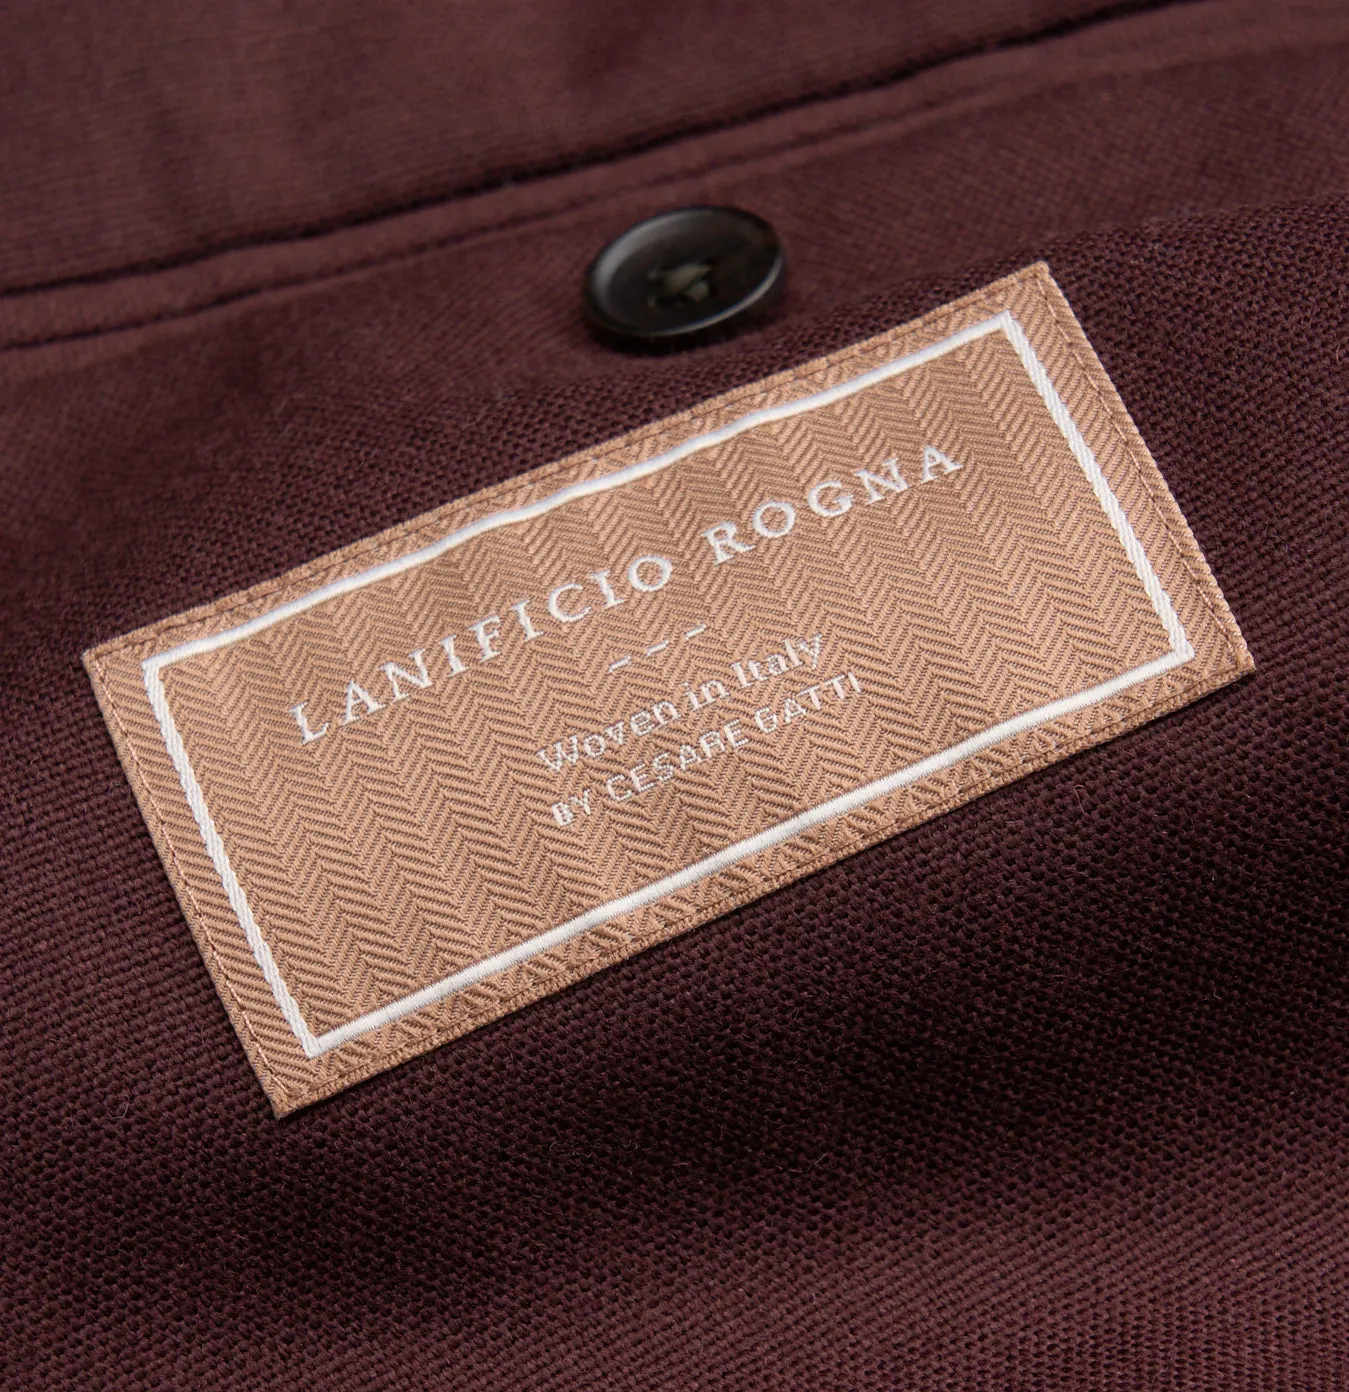 LANIFICIO ROGNA
– – –
Woven in Italy
BY CESARE GATTI